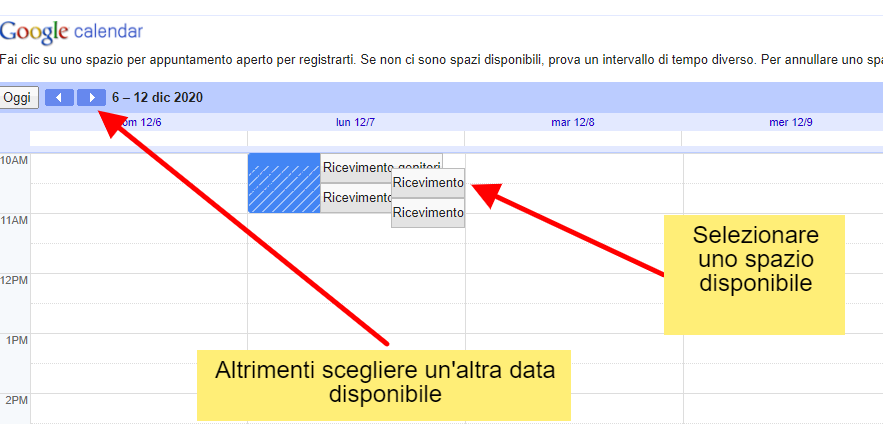 Google calendar
Fai clic su uno spazio per appuntamento aperto per registrarti. Se non ci sono spazi disponibili, prova un intervallo di tempo diverso. Per annullare uno
Oggi 6 – 12 dic 2020
12/6 lun 12/7 mar 12/8 mer 12/9
10AM
Ricevimento genitori
Ricevimento
Ricevimento
Ricevimento
11AM
Selezionare
uno spazio
disponibile
12PM
1PM
Altrimenti scegliere un'altra data
disponibile
2PM